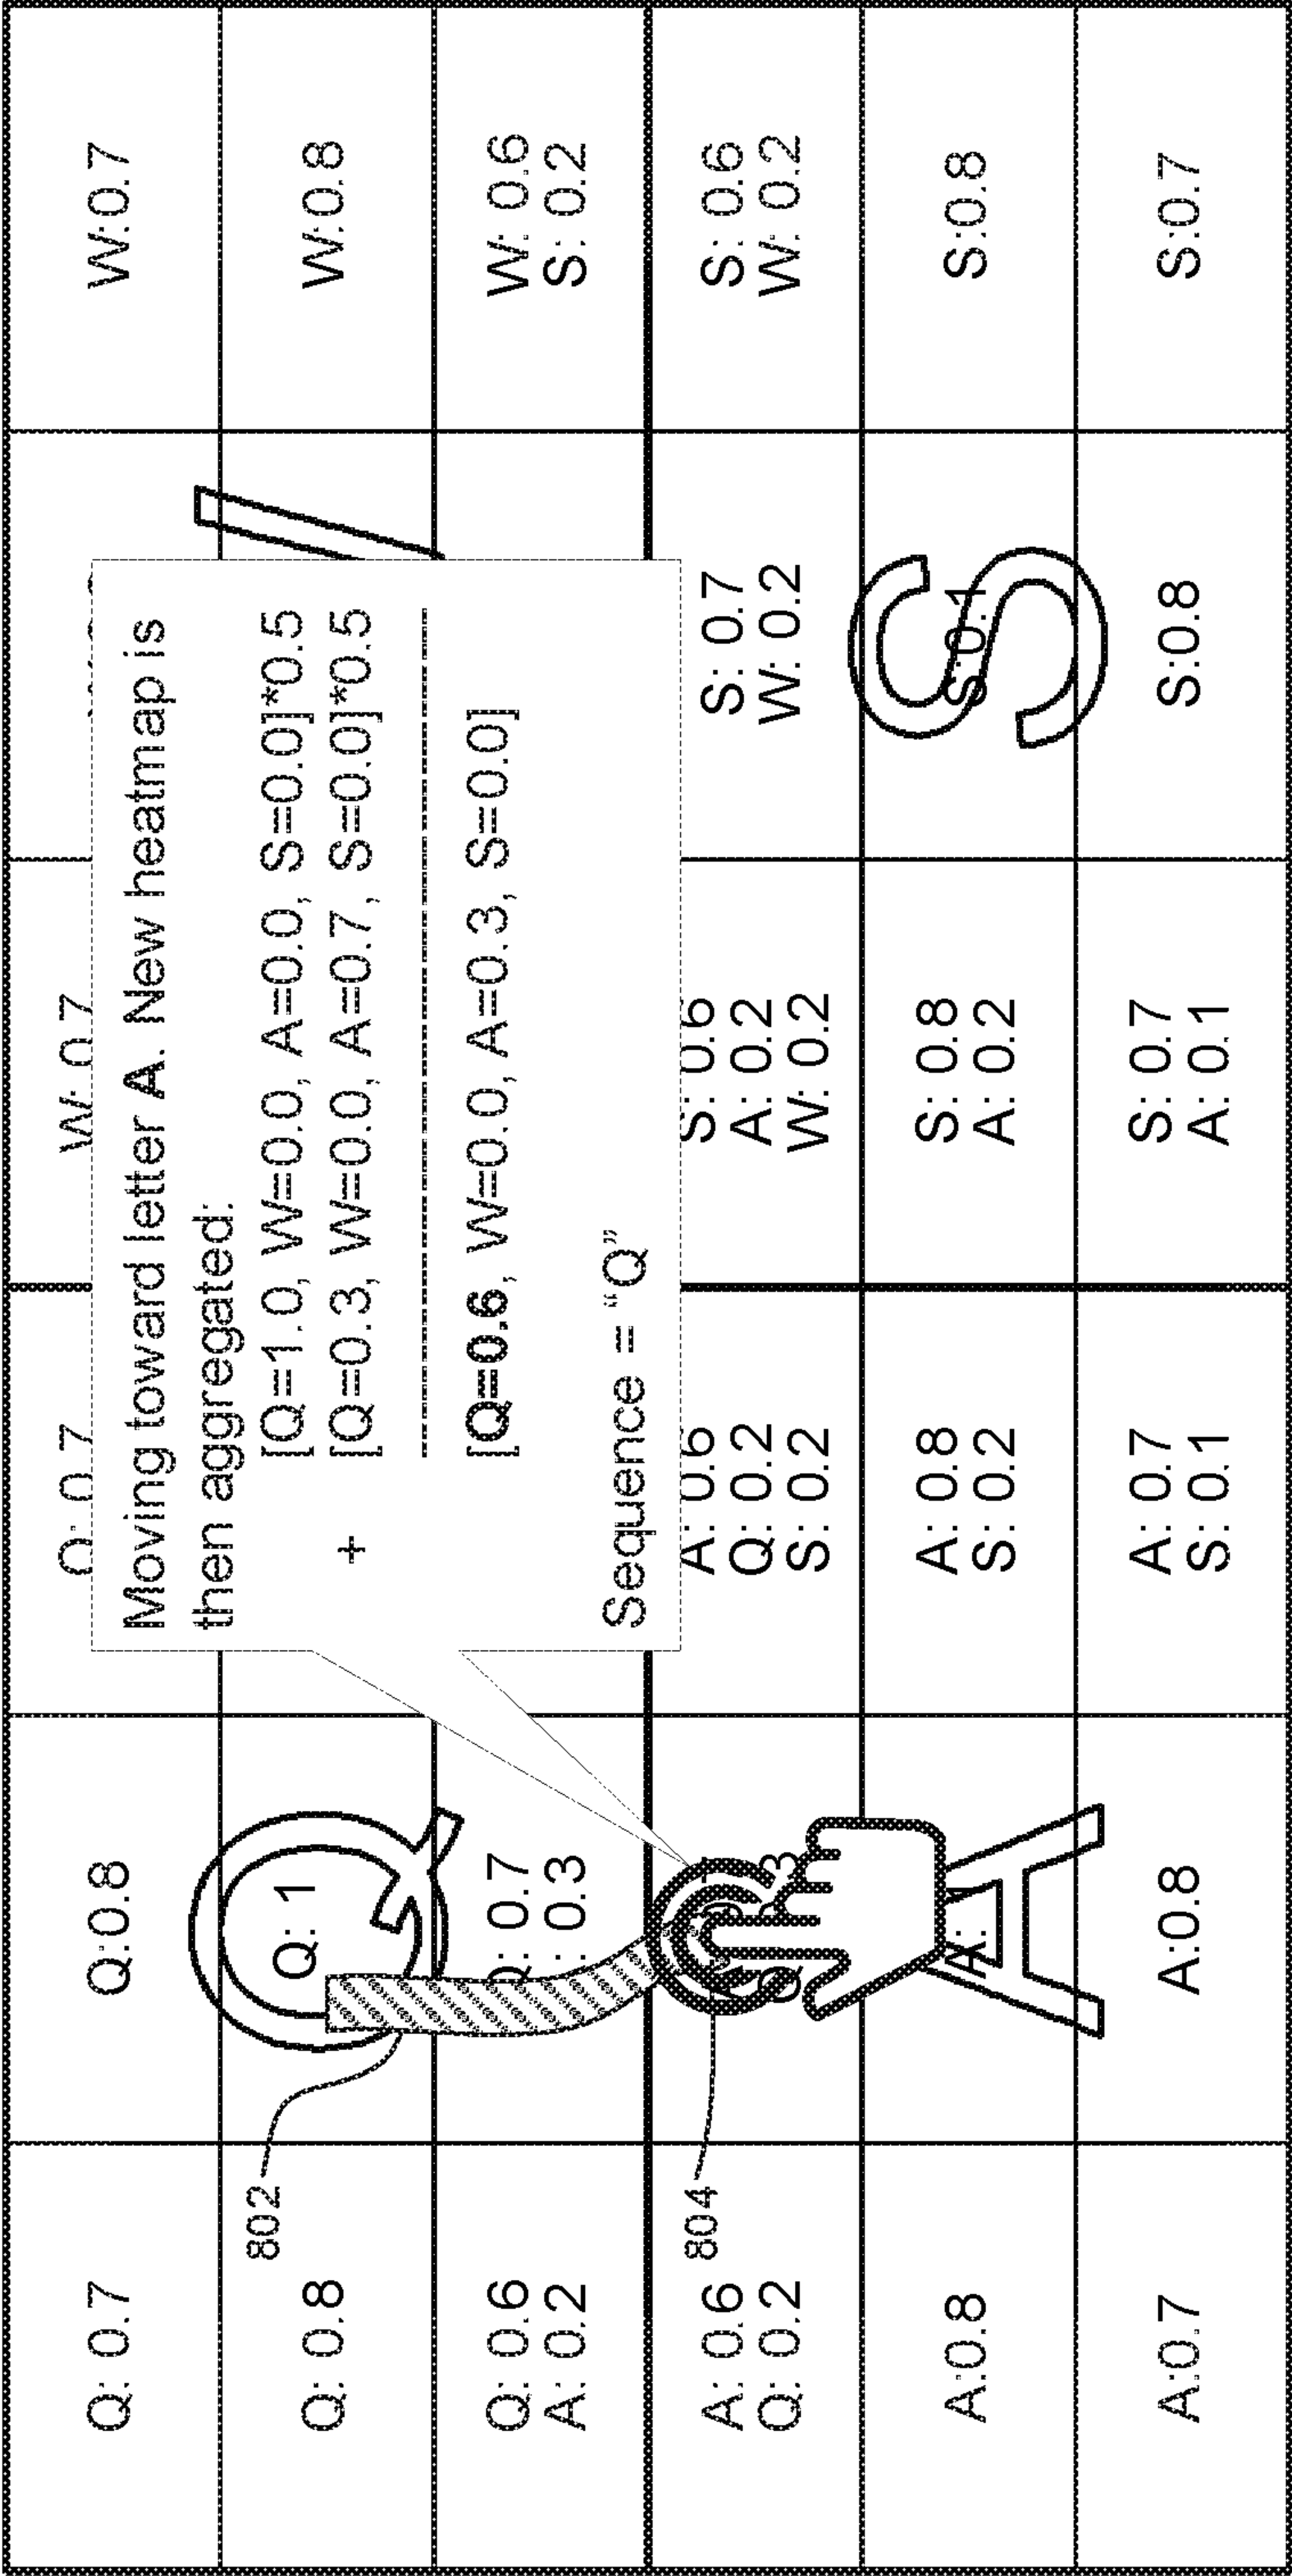 Q: 0.7
Q:0.8
Q: 0.7
W: 0.7
W:0.7
Moving toward letter A. New heatmap is
then aggregated:
[Q=1.0, W=0.0, A=0.0, S=0.0]*0.5
+ [Q=0.3, W=0.0, A=0.7, S=0.0]*0.5
[Q=0.6, W=0.0, A=0.3, S=0.0]
Sequence = “Q”
802
Q: 0.8
Q
Q: 1
W:0.8
Q: 0.6
A: 0.2
Q: 0.7
: 0.3
W: 0.6
S: 0.2
804
A: 0.6
Q: 0.2
A: 0.6
Q: 0.2
S: 0.2
S: 0.6
A: 0.2
W: 0.2
S: 0.7
W: 0.2
S: 0.6
W: 0.2
A:0.8
A
A: 0.8
S: 0.2
S: 0.8
A: 0.2
S
S:0.1
S:0.8
A:0.7
A:0.8
A: 0.7
S: 0.1
S: 0.7
A: 0.1
S:0.8
S:0.7